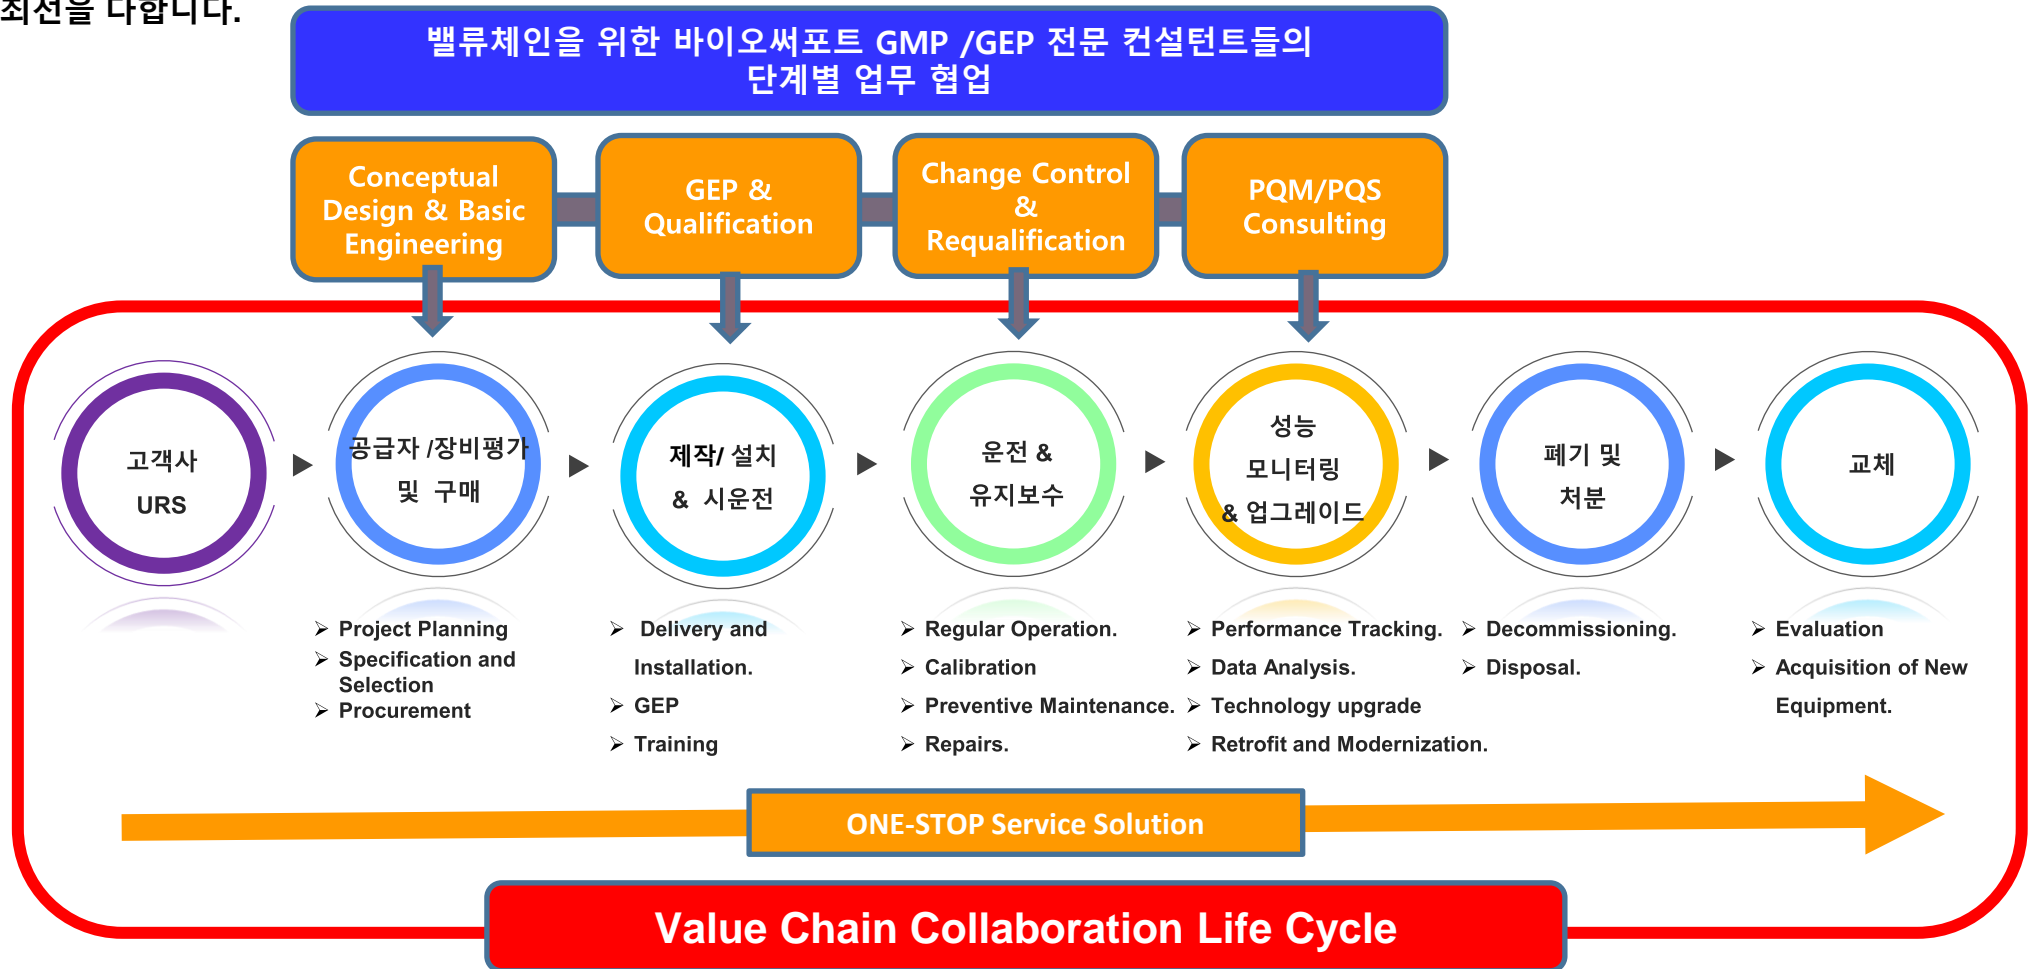 최선을 다합니다.
밸류체인을 위한 바이오써포트 GMP /GEP 전문 컨설턴트들의
단계별 업무 협업
Conceptual
Design & Basic
Engineering
GEP &
Qualification
Change Control
&
Requalification
PQM/PQS
Consulting
고객사
URS
공급자 /장비평가
및 구매
제작/ 설치
& 시운전
운전 &
유지보수
성능
모니터링
& 업그레이드
폐기 및
처분
교체
➢ Project Planning
➢ Specification and
Selection
➢ Procurement
➢ Delivery and
Installation.
➢ GEP
➢ Training
➢ Regular Operation.
➢ Calibration
➢ Preventive Maintenance.
➢ Repairs.
➢ Performance Tracking.
➢ Data Analysis.
➢ Technology upgrade
➢ Retrofit and Modernization.
➢ Decommissioning.
➢ Disposal.
➢ Evaluation
➢ Acquisition of New
Equipment.
ONE-STOP Service Solution
Value Chain Collaboration Life Cycle